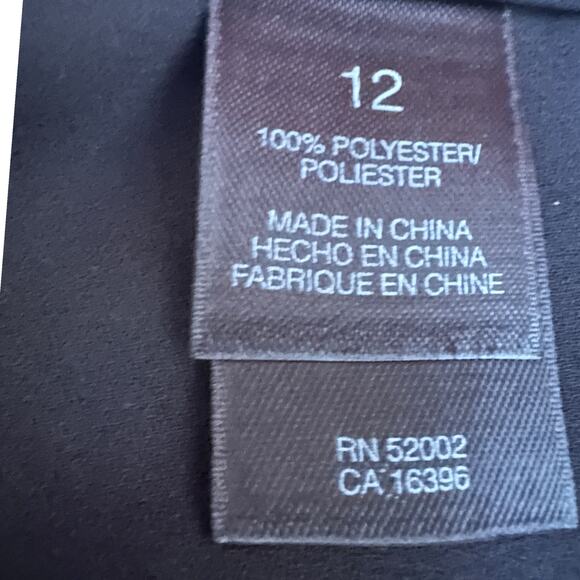 12
100% POLYESTER/
POLIESTER
MADE IN CHINA
HECHO EN CHINA
FABRIQUE EN CHINE
RN 52002
CA 16396